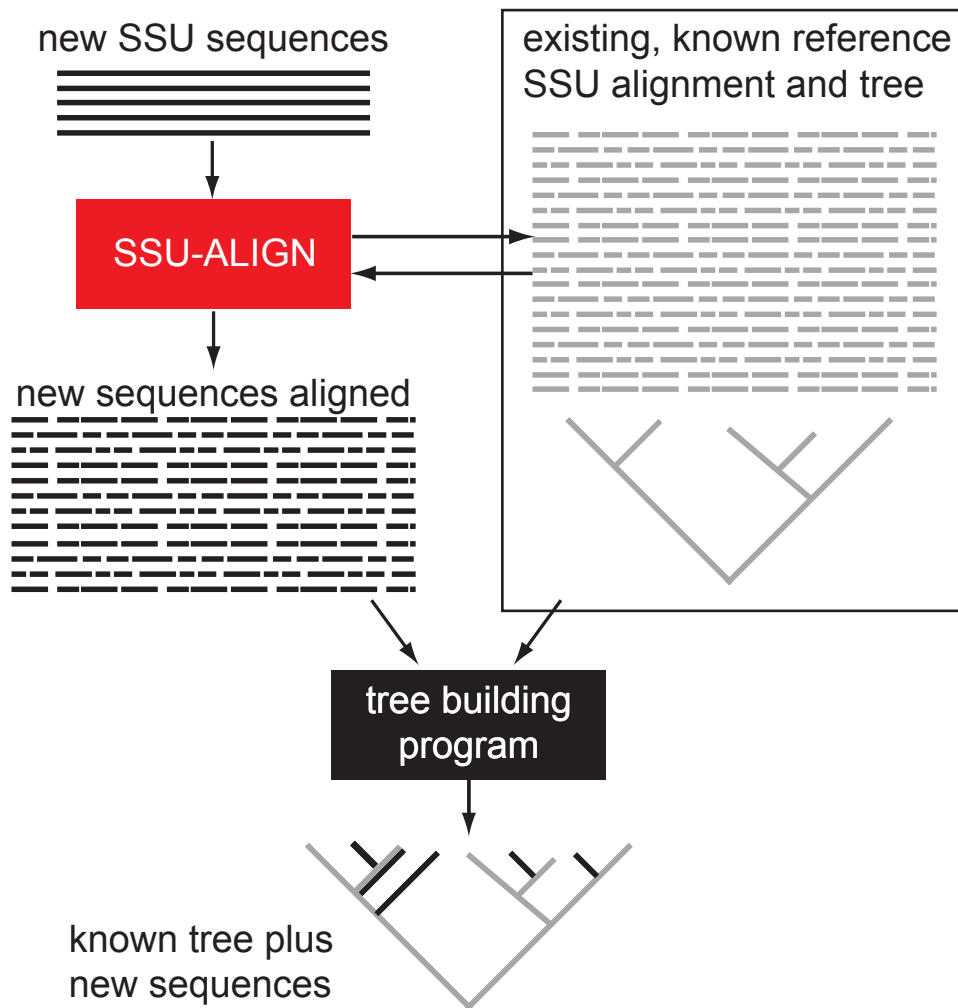 new SSU sequences
existing, known reference
SSU alignment and tree
SSU-ALIGN
new sequences aligned
tree building
program
known tree plus
new sequences